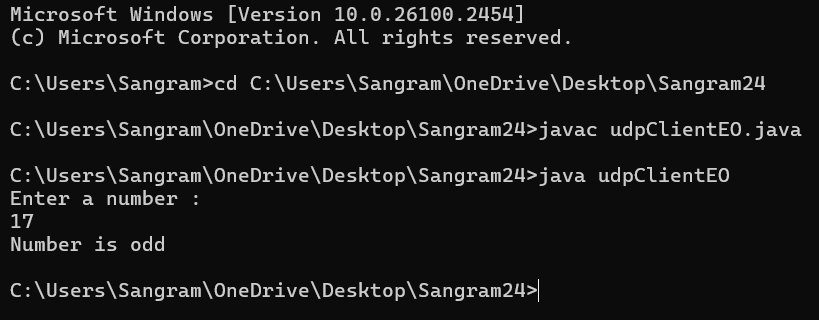 Microsoft Windows [Version 10.0.26100.2454]
(c) Microsoft Corporation. All rights reserved.
C:\Users\Sangram>cd C:\Users\Sangram\OneDrive\Desktop\Sangram24
C:\Users\Sangram\OneDrive\Desktop\Sangram24>javac udpClientEO.java
C:\Users\Sangram\OneDrive\Desktop\Sangram24>java udpClientEO
Enter a number :
17
Number is odd
C:\Users\Sangram\OneDrive\Desktop\Sangram24>